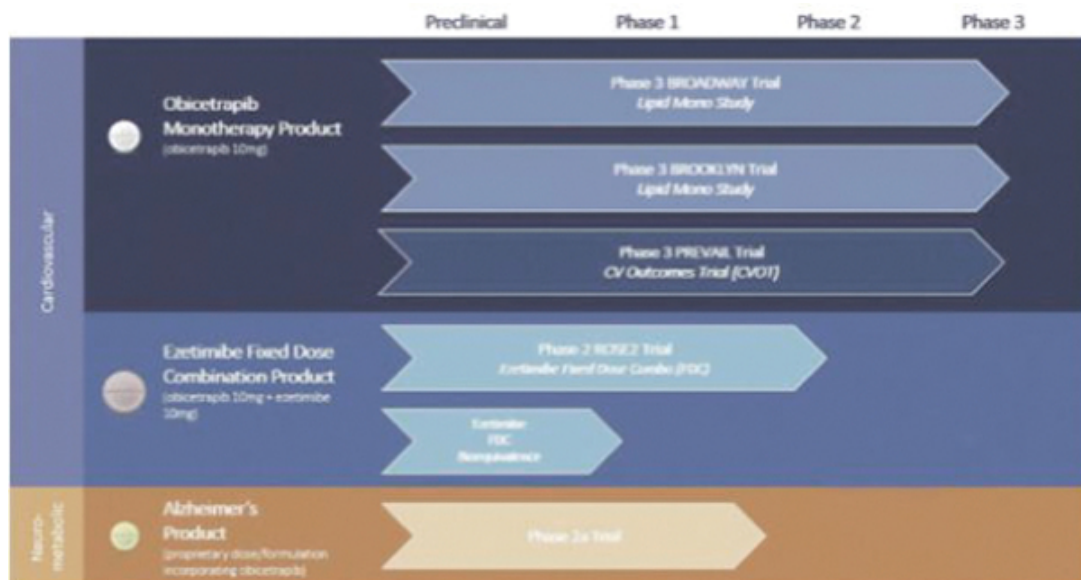 Preclinical Phase 1 Phase 2 Phase 3
Cardiovascular
Obicetrapib
Monotherapy Product
(obicetrapib 10mg)
Phase 3 BROADWAY Trial
Lipid Mono Study
Phase 3 BROOKLYN Trial
Lipid Mono Study
Phase 3 PREVAIL Trial
CV Outcomes Trial (CVOT)
Ezetimibe Fixed Dose
Combination Product
(obicetrapib 10mg + ezetimibe
10mg)
Phase 2 ROSE2 Trial
Ezetimibe Fixed Dose Combo (FDC)
Ezetimibe
FDC
Bioequivalence
Neuro-
metabolic
Alzheimer's
Product
(proprietary dose/formulation
incorporating obicetrapib)
Phase 2a Trial